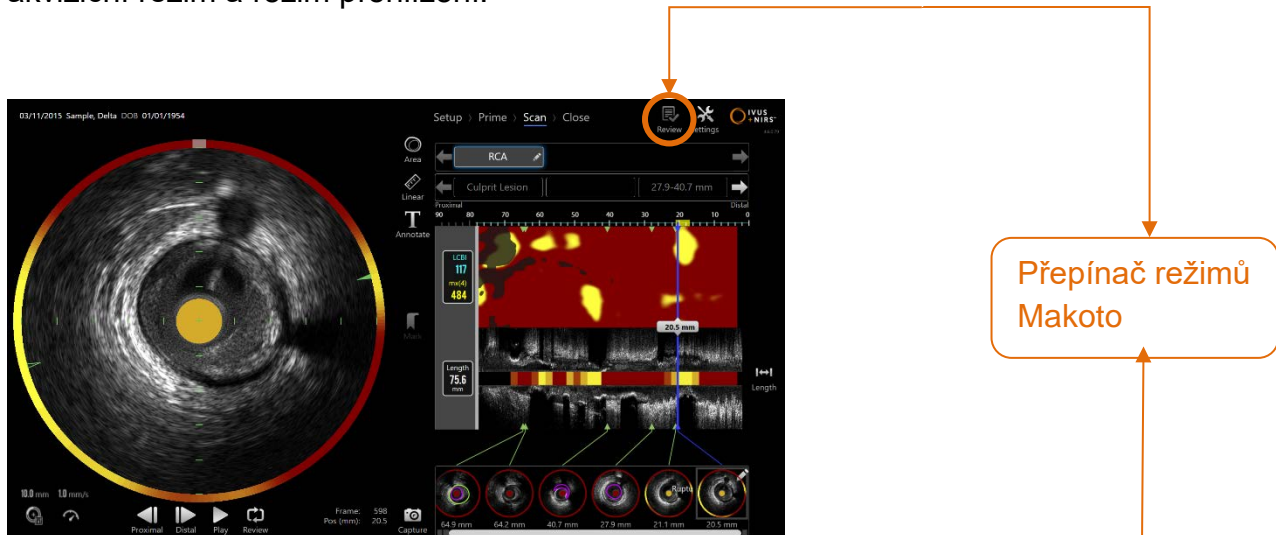 akviziční režim a režim prohlížení.
03/11/2015 Sample, Delta DOB 01/01/1954
Setup › Prime › Scan › Close
Review
Settings
IVUS
+NIRS™
Area
RCA
Linear
Culprit Lesion
27.9-40.7 mm
Annotate
Proximal
Distal
90 80 70 60 50 40 30 20 10 0
LCBI
117
mx(4)
484
Mark
20.5 mm
Length
75.6
mm
Length
Přepínač režimů
Makoto
Ruptu
64.9 mm 64.2 mm 40.7 mm 27.9 mm 21.1 mm 20.5 mm
10.0 mm 1.0 mm/s
Proximal Distal Play Review
Frame: 598
Pos (mm): 20.5
Capture